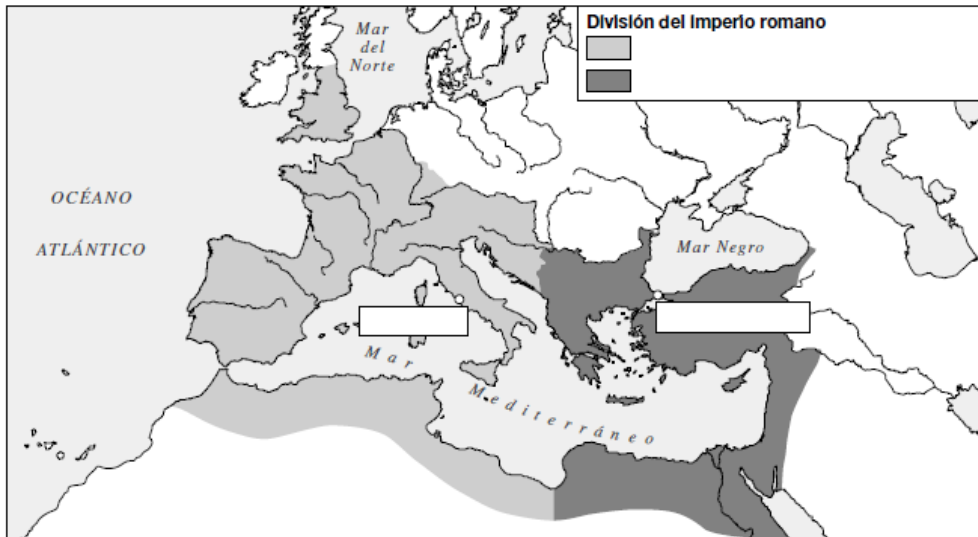 División del imperio romano
Mar
del
Norte
OCÉANO
ATLÁNTICO
Mar Negro
Mar
Mediterráneo